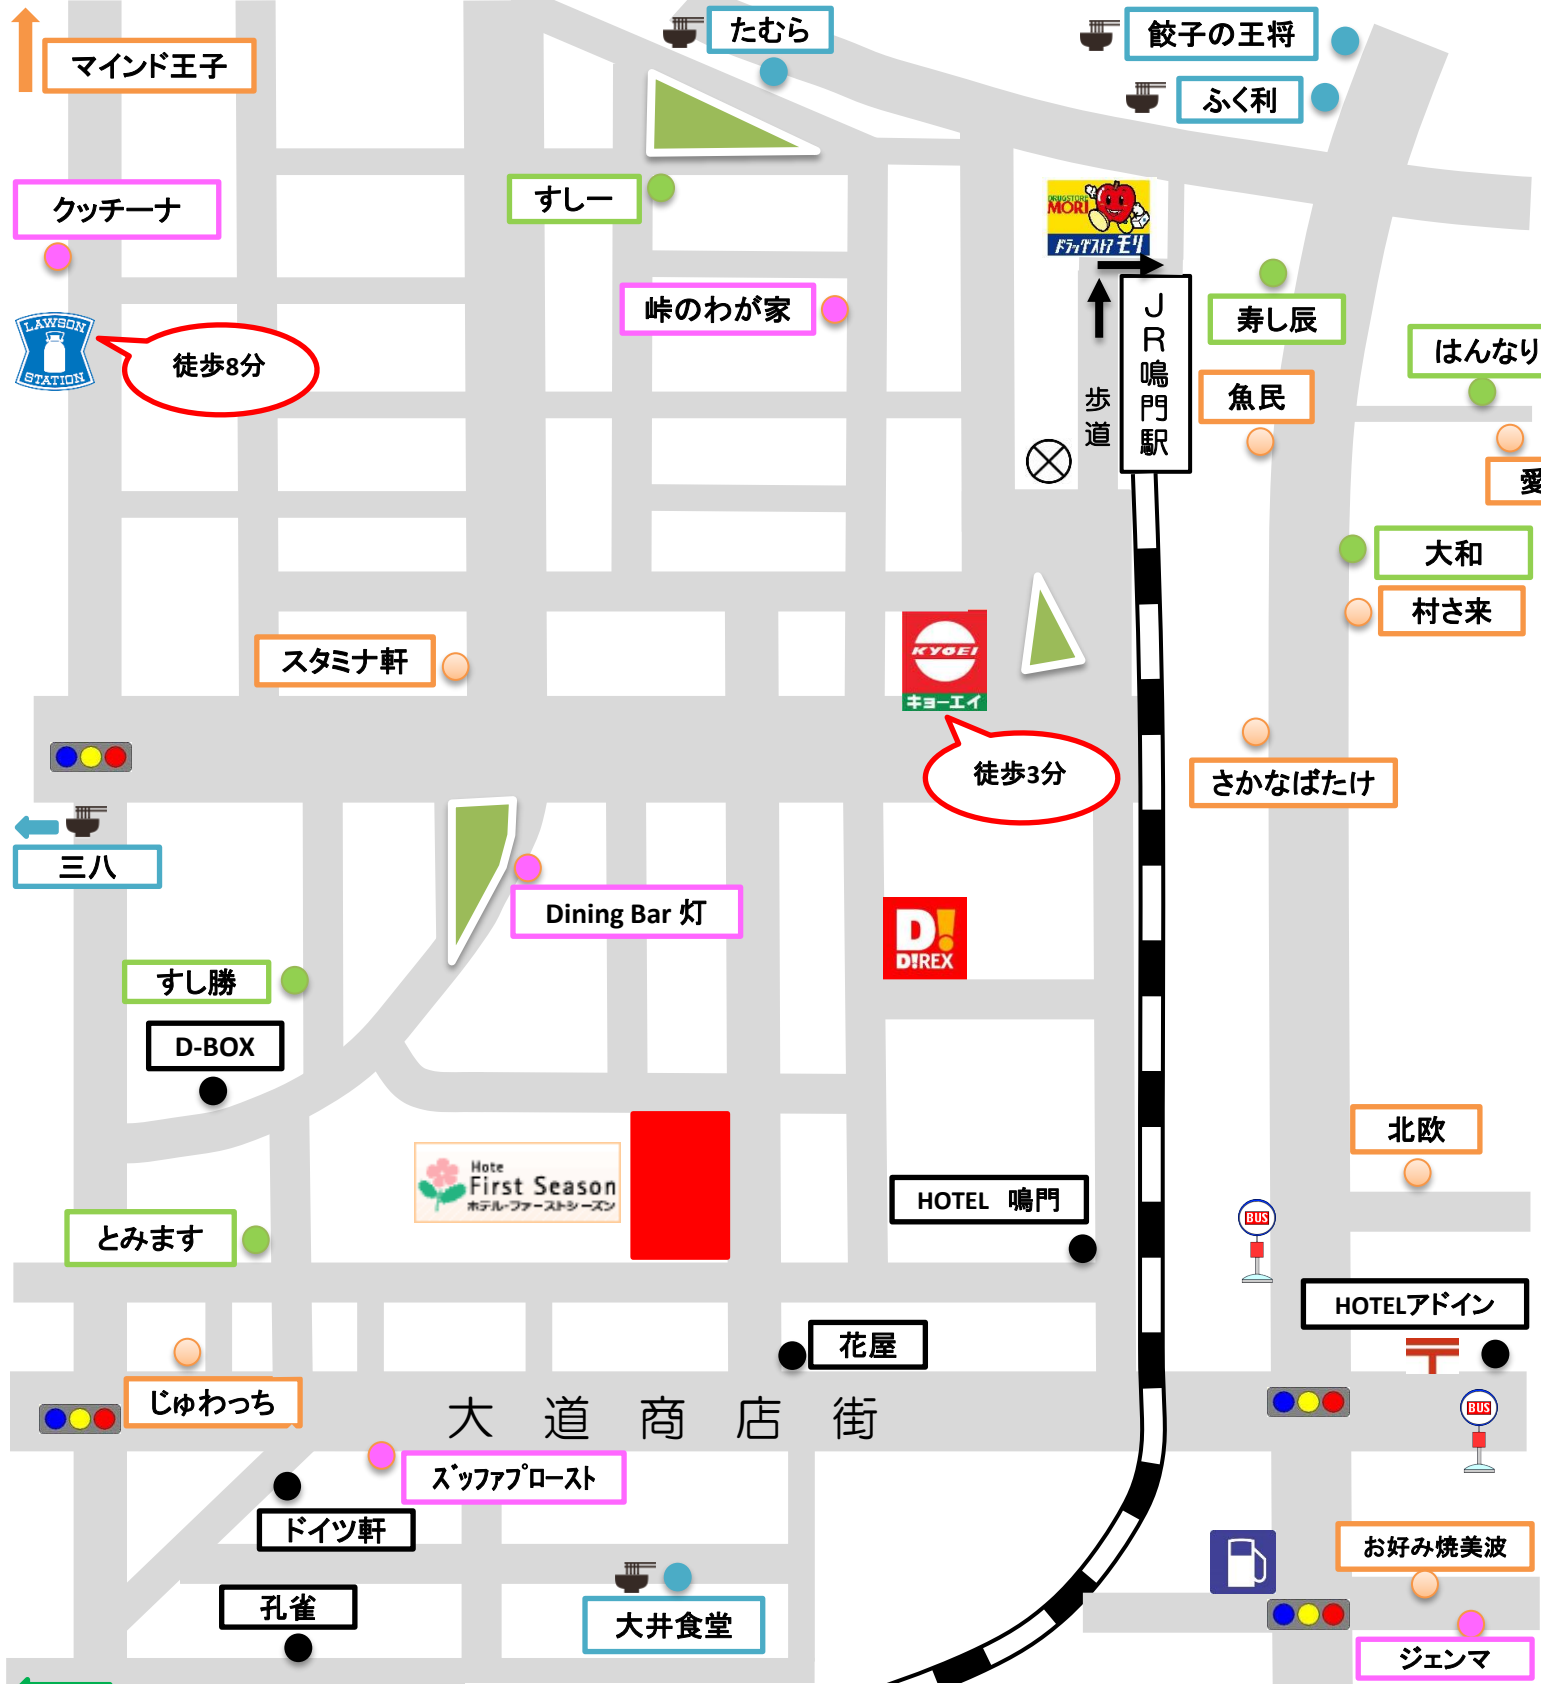 たむら
餃子の王将
マインド王子
ふく利
クッチーナ
すし一
DRUGSTORE
MORI
ドラッグストア モリ
峠のわが家
寿し辰
JR鳴門駅
LAWSON
STATION
徒歩8分
はんなり
魚民
歩道
愛
大和
村さ来
スタミナ軒
KYOEI
キョーエイ
徒歩3分
さかなばたけ
三八
Dining Bar 灯
D!
D!REX
すし勝
D-BOX
北欧
Hote
First Season
ホテル・ファーストシーズン
HOTEL 鳴門
とみます
BUS
HOTELアドイン
花屋
じゅわっち
大道商店街
BUS
ズッファプロースト
ドイツ軒
お好み焼美波
孔雀
大井食堂
ジェンマ